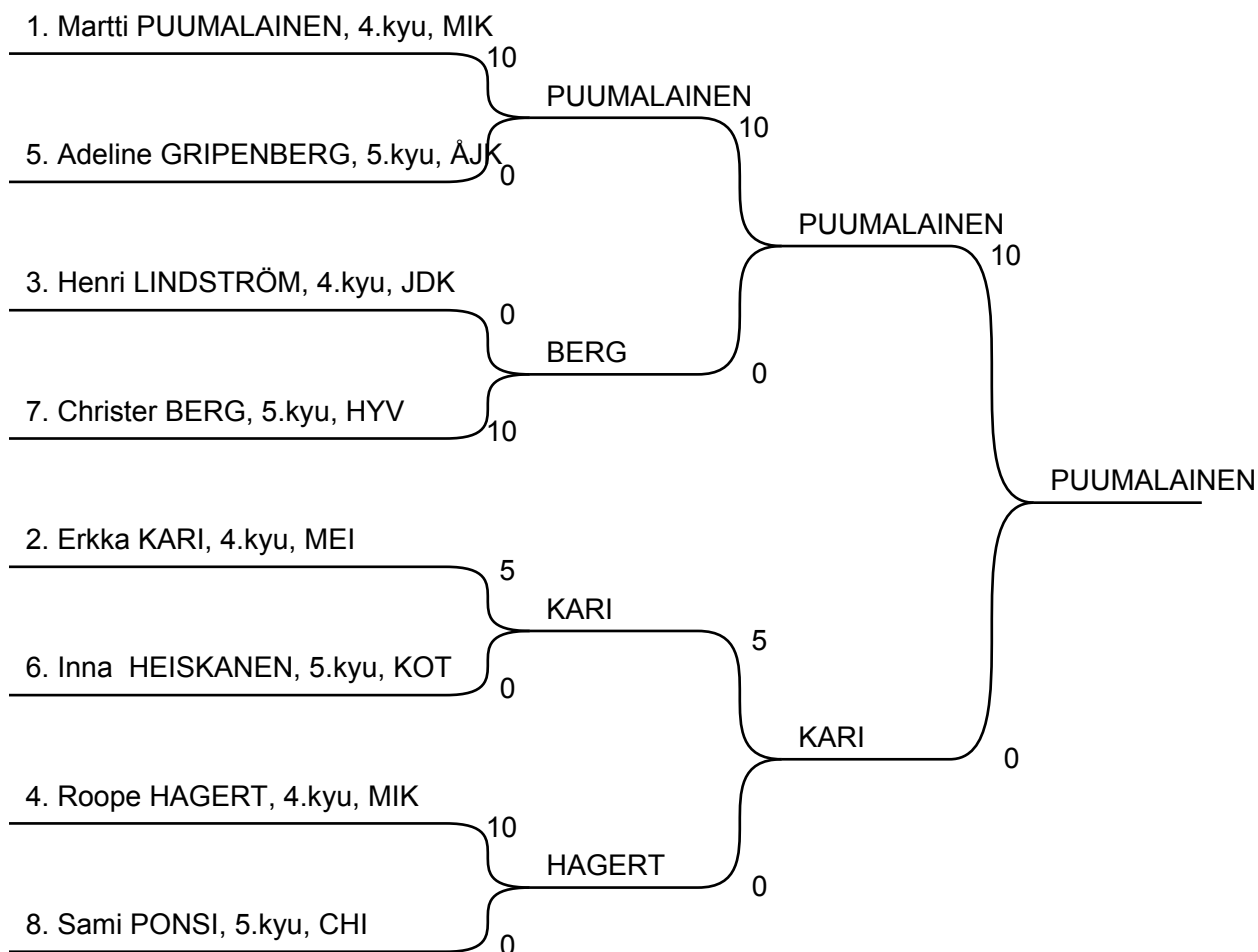 1. Martti PUUMALAINEN, 4.kyu, MIK
10
PUUMALAINEN
10
5. Adeline GRIPENBERG, 5.kyu, ÅJK
0
PUUMALAINEN
10
3. Henri LINDSTRÖM, 4.kyu, JDK
0
BERG
0
7. Christer BERG, 5.kyu, HYV
10
PUUMALAINEN
2. Erkka KARI, 4.kyu, MEI
5
KARI
5
6. Inna  HEISKANEN, 5.kyu, KOT
0
KARI
0
4. Roope HAGERT, 4.kyu, MIK
10
HAGERT
0
8. Sami PONSI, 5.kyu, CHI
0